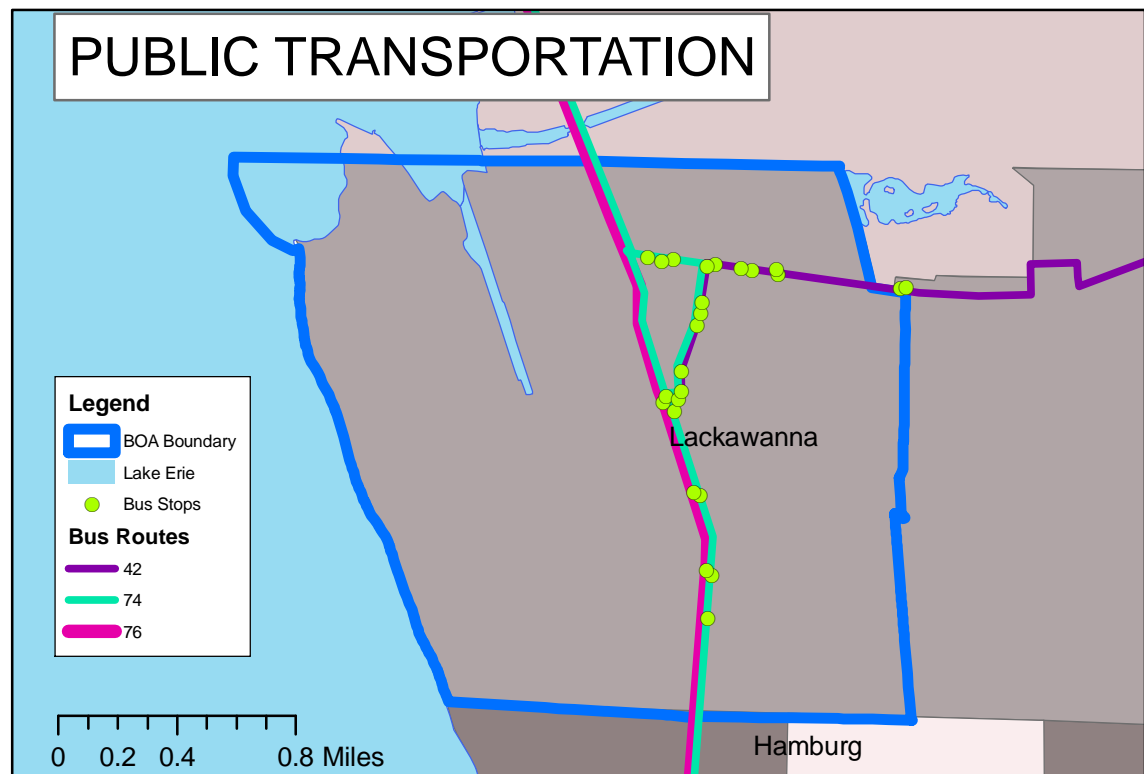 PUBLIC TRANSPORTATION
Lackawanna
Legend
BOA Boundary
Lake Erie
Bus Stops
Bus Routes
42
74
76
0 0.2 0.4 0.8 Miles
Hamburg